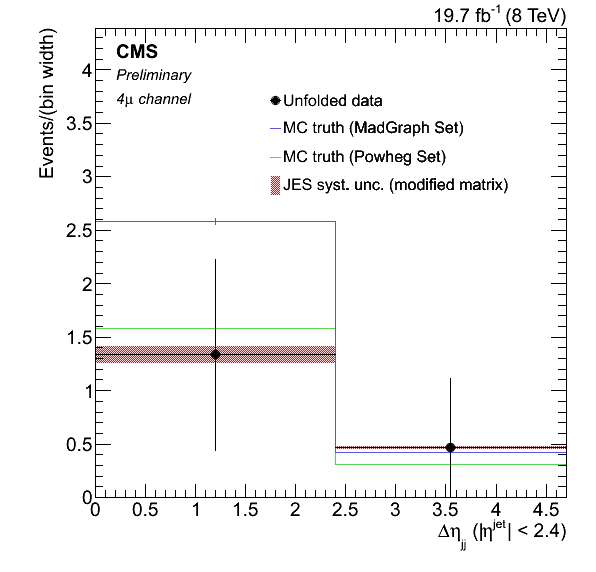 19.7 fb⁻¹ (8 TeV)
CMS
Preliminary
4μ channel
Unfolded data
MC truth (MadGraph Set)
MC truth (Powheg Set)
JES syst. unc. (modified matrix)
Events/(bin width)
4
3.5
3
2.5
2
1.5
1
0.5
0
0 0.5 1 1.5 2 2.5 3 3.5 4 4.5
Δη_jj (|η^jet| < 2.4)